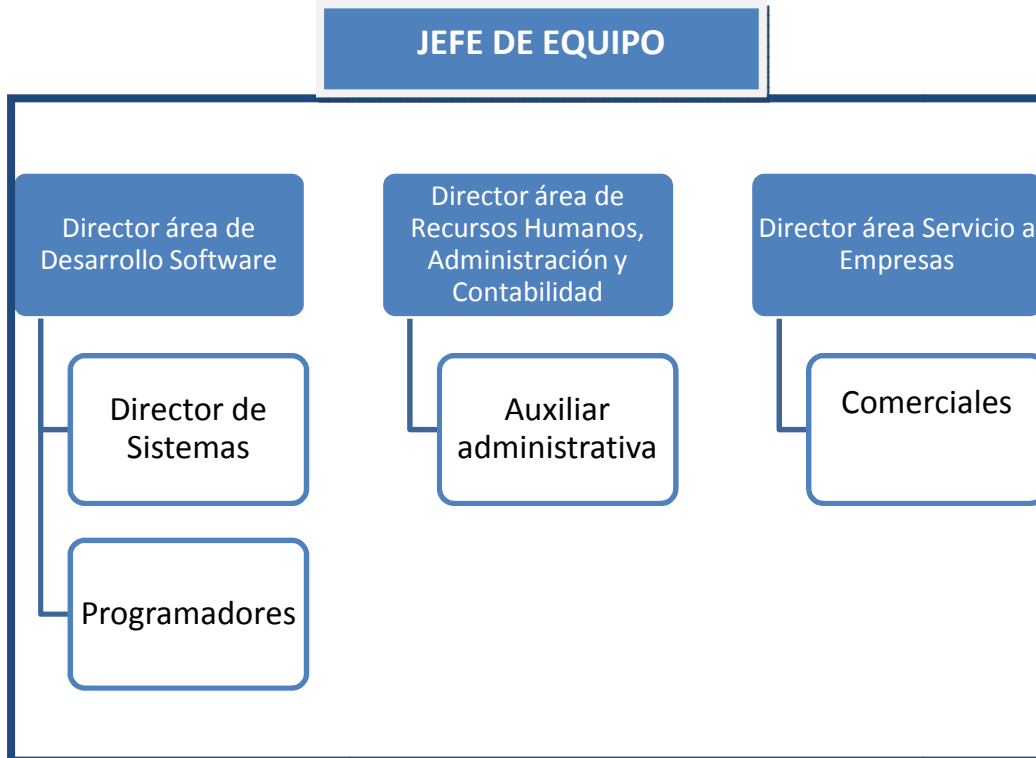 JEFE DE EQUIPO
Director área de
Desarrollo Software
Director área de
Recursos Humanos,
Administración y
Contabilidad
Director área Servicio a
Empresas
Director de
Sistemas
Auxiliar
administrativa
Comerciales
Programadores